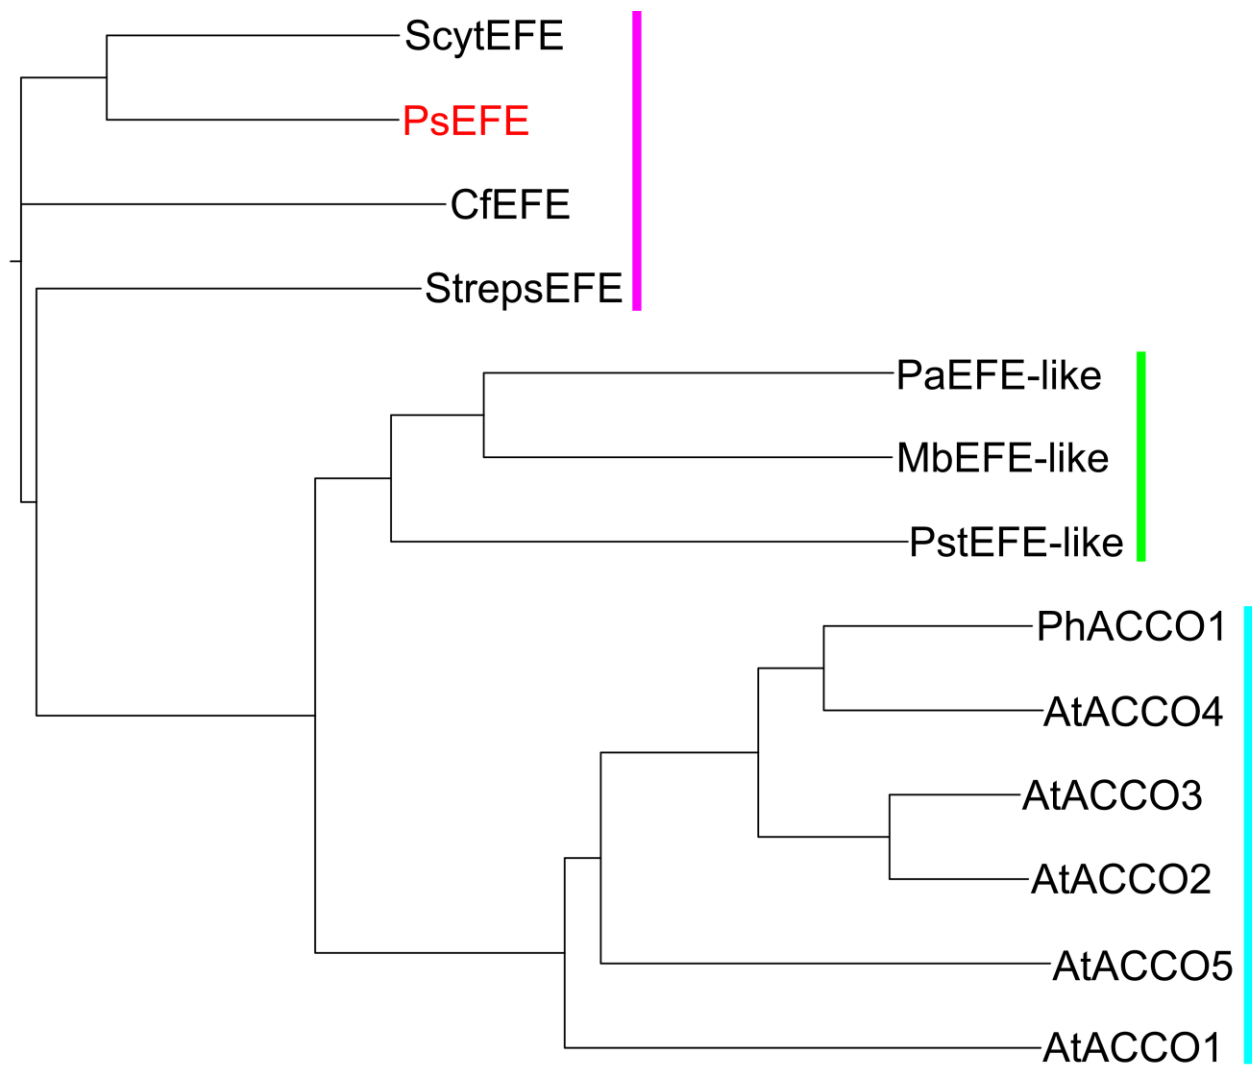 ScytEFE
PsEFE
CfEFE
StrepsEFE
PaEFE-like
MbEFE-like
PstEFE-like
PhACCO1
AtACCO4
AtACCO3
AtACCO2
AtACCO5
AtACCO1